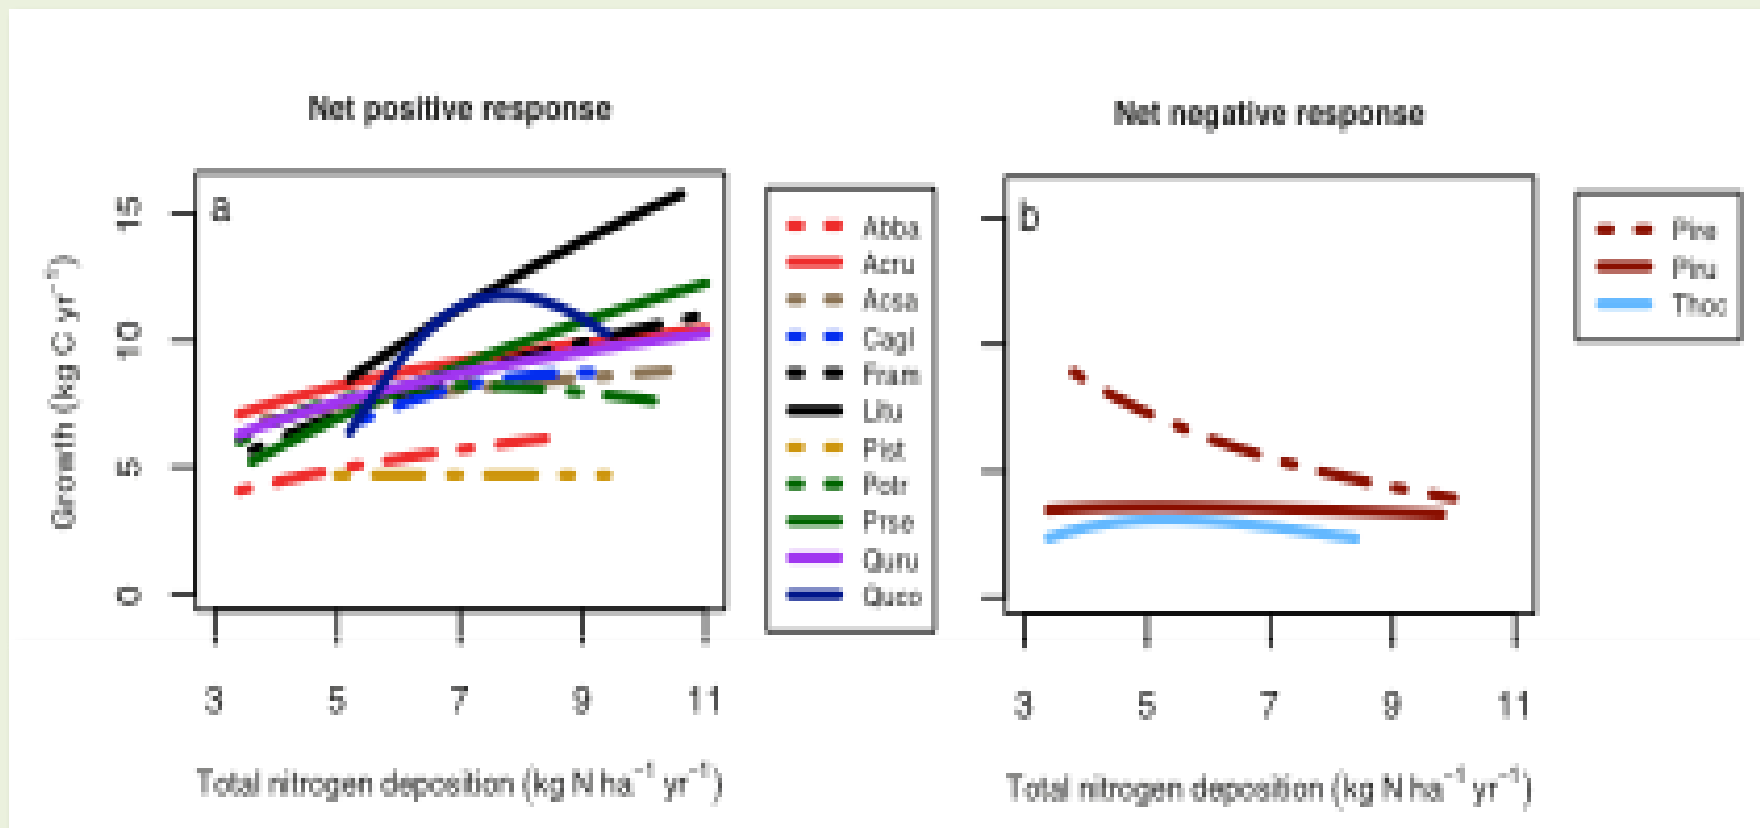 Net positive response
Growth (kg C yr⁻¹)
15
10
5
0
a
3 5 7 9 11
Total nitrogen deposition (kg N ha⁻¹ yr⁻¹)
Abba
Acru
Acsa
Cagl
Fram
Litu
Pist
Potr
Prse
Quru
Quco
Net negative response
b
3 5 7 9 11
Total nitrogen deposition (kg N ha⁻¹ yr⁻¹)
Pire
Piru
Thoc